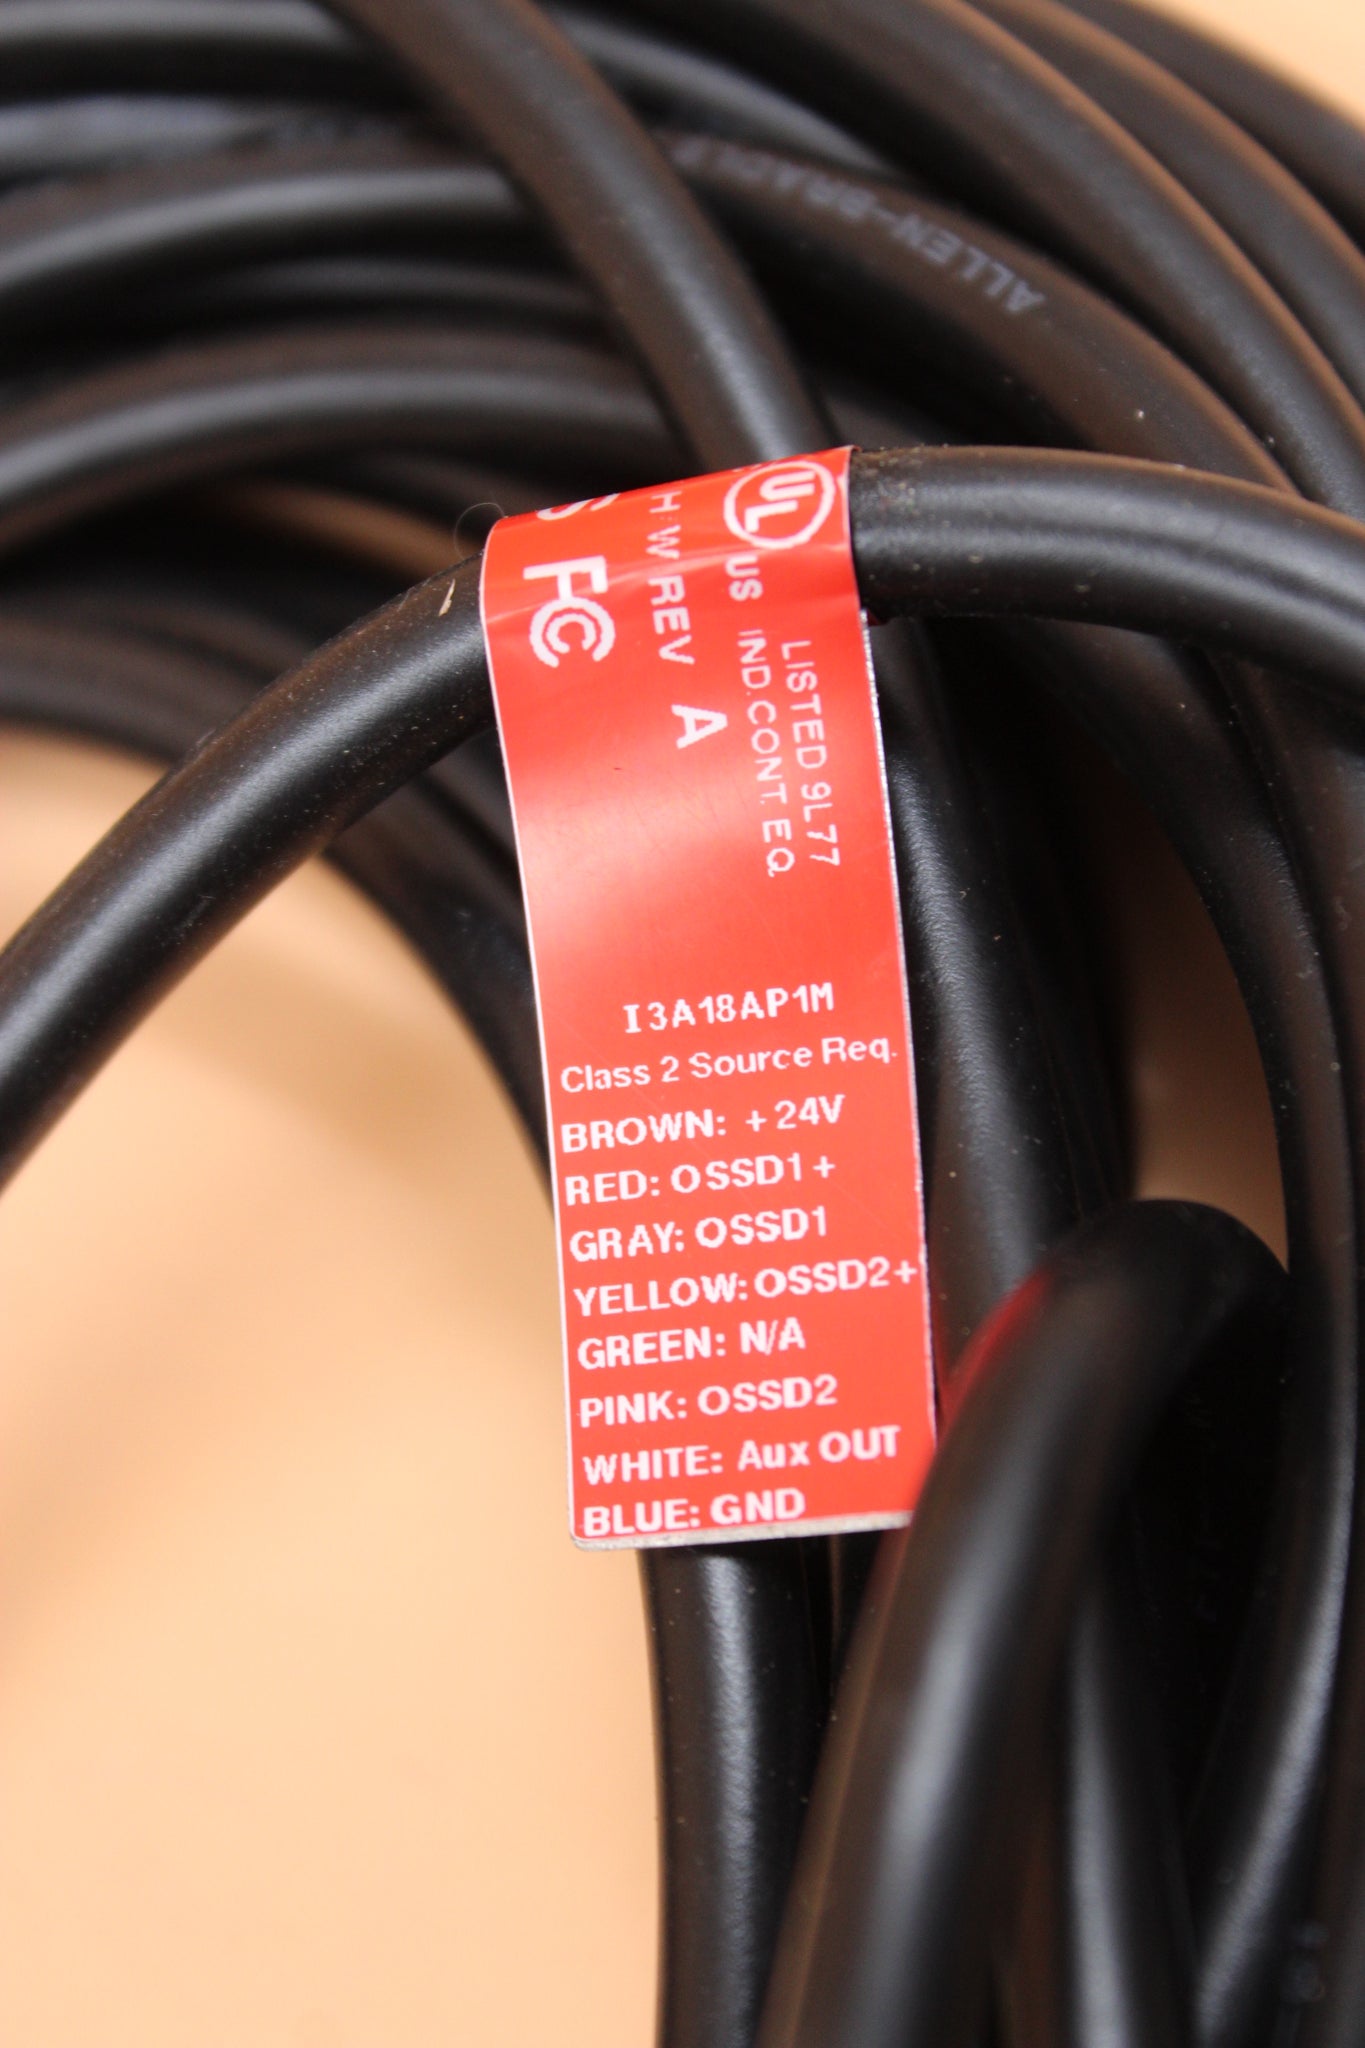 ALLEN-BRADLEY
UL
US
LISTED 9L77
IND.CONT. EQ
H W REV A
FC
I3A18AP1M
Class 2 Source Req.
BROWN: +24V
RED: OSSD1+
GRAY: OSSD1
YELLOW: OSSD2+
GREEN: N/A
PINK: OSSD2
WHITE: Aux OUT
BLUE: GND